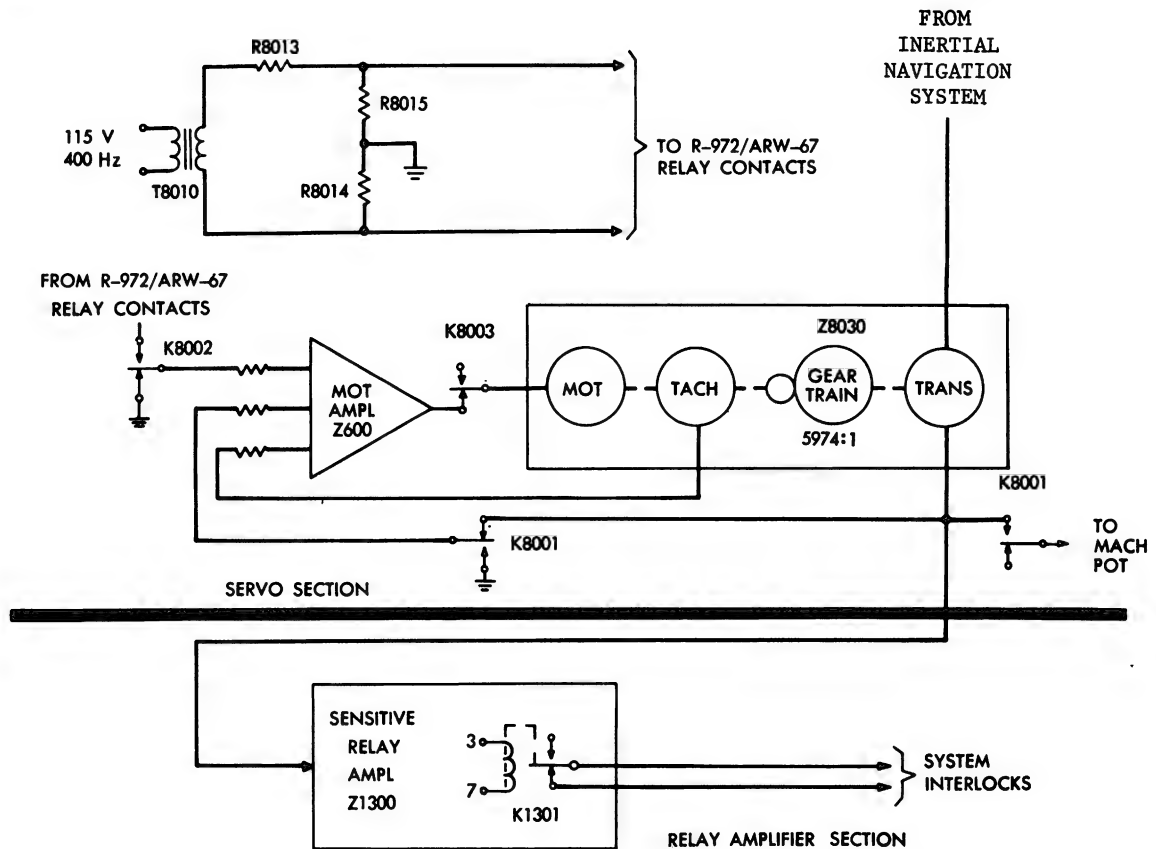 FROM
INERTIAL
NAVIGATION
SYSTEM
R8013
R8015
115 V
400 Hz
T8010
R8014
TO R-972/ARW-67
RELAY CONTACTS
FROM R-972/ARW-67
RELAY CONTACTS
K8002
K8003
MOT
AMPL
Z600
Z8030
MOT
TACH
GEAR
TRAIN
TRANS
5974:1
K8001
K8001
TO
MACH
POT
SERVO SECTION
SENSITIVE
RELAY
AMPL
Z1300
3
7
K1301
SYSTEM
INTERLOCKS
RELAY AMPLIFIER SECTION